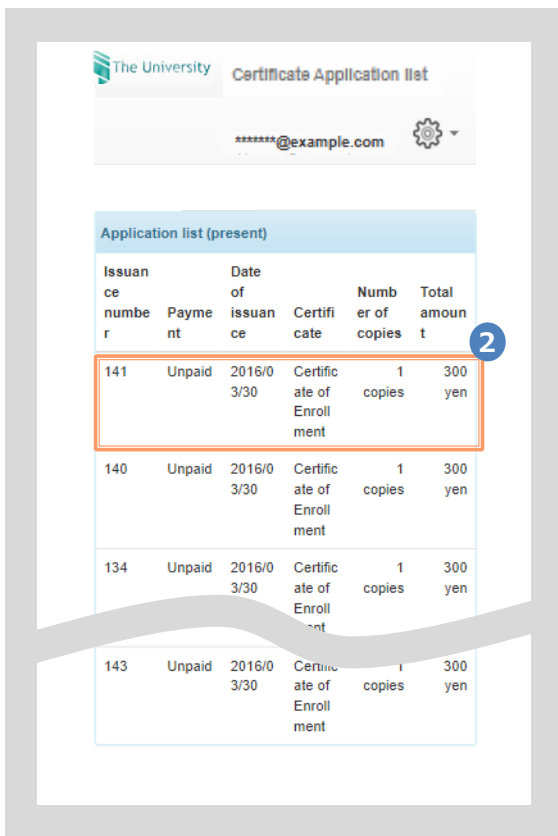 The University
Certificate Application list
*******@example.com
Application list (present)
Issuan Date
ce of Numb Total
numbe Payme issuan Certifi er of amoun
r nt ce cate copies t
2
141 Unpaid 2016/0 Certific 1 300
3/30 ate of copies yen
Enroll
ment
140 Unpaid 2016/0 Certific 1 300
3/30 ate of copies yen
Enroll
ment
134 Unpaid 2016/0 Certific 1 300
3/30 ate of copies yen
Enroll
143 Unpaid 2016/0 Certific 1 300
3/30 ate of copies yen
Enroll
ment